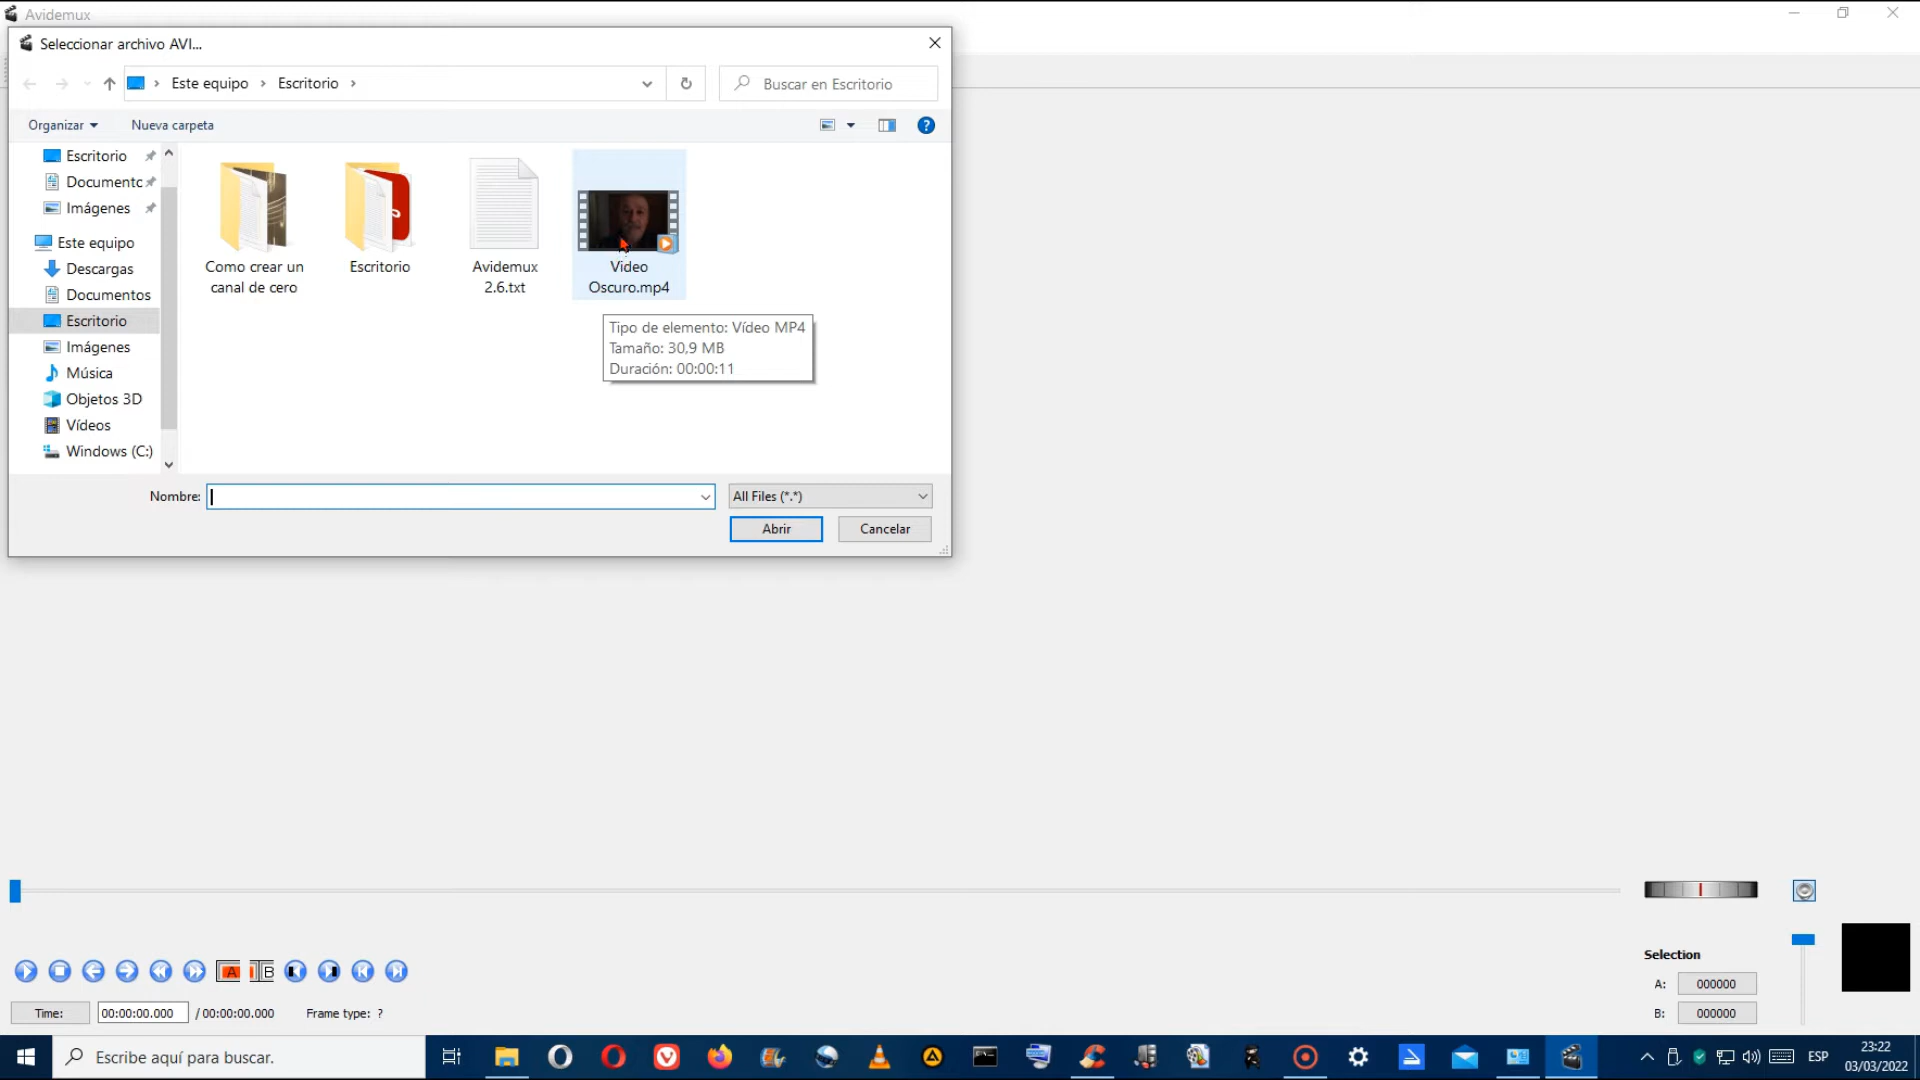 Avidemux
Seleccionar archivo AVI...
Este equipo
Escritorio
Buscar en Escritorio
Organizar
Nueva carpeta
Escritorio
Documentc
Imágenes
Este equipo
Descargas
Documentos
Escritorio
Imágenes
Música
Objetos 3D
Vídeos
Windows (C:)
Como crear un
canal de cero
Escritorio
Avidemux
2.6.txt
Video
Oscuro.mp4
Tipo de elemento: Vídeo MP4
Tamaño: 30,9 MB
Duración: 00:00:11
Nombre:
All Files (*.*)
Abrir
Cancelar
A
B
Time:
00:00:00.000
/ 00:00:00.000
Frame type: ?
Selection
A:
000000
B:
000000
Escribe aquí para buscar.
ESP
23:22
03/03/2022